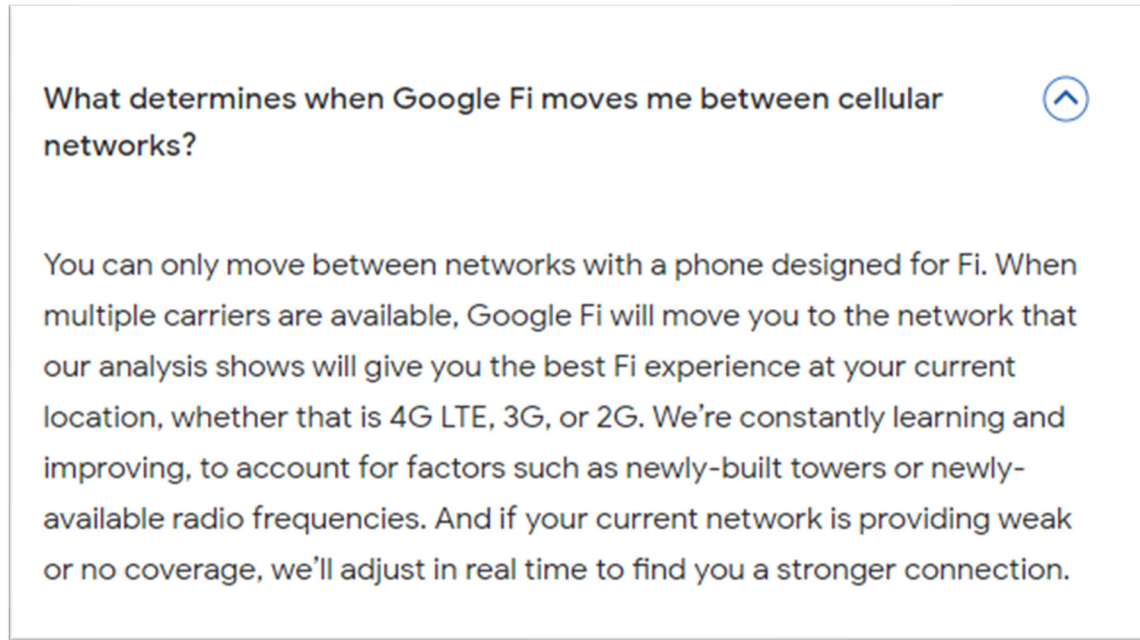 What determines when Google Fi moves me between cellular
networks?
You can only move between networks with a phone designed for Fi. When
multiple carriers are available, Google Fi will move you to the network that
our analysis shows will give you the best Fi experience at your current
location, whether that is 4G LTE, 3G, or 2G. We’re constantly learning and
improving, to account for factors such as newly-built towers or newly-
available radio frequencies. And if your current network is providing weak
or no coverage, we’ll adjust in real time to find you a stronger connection.